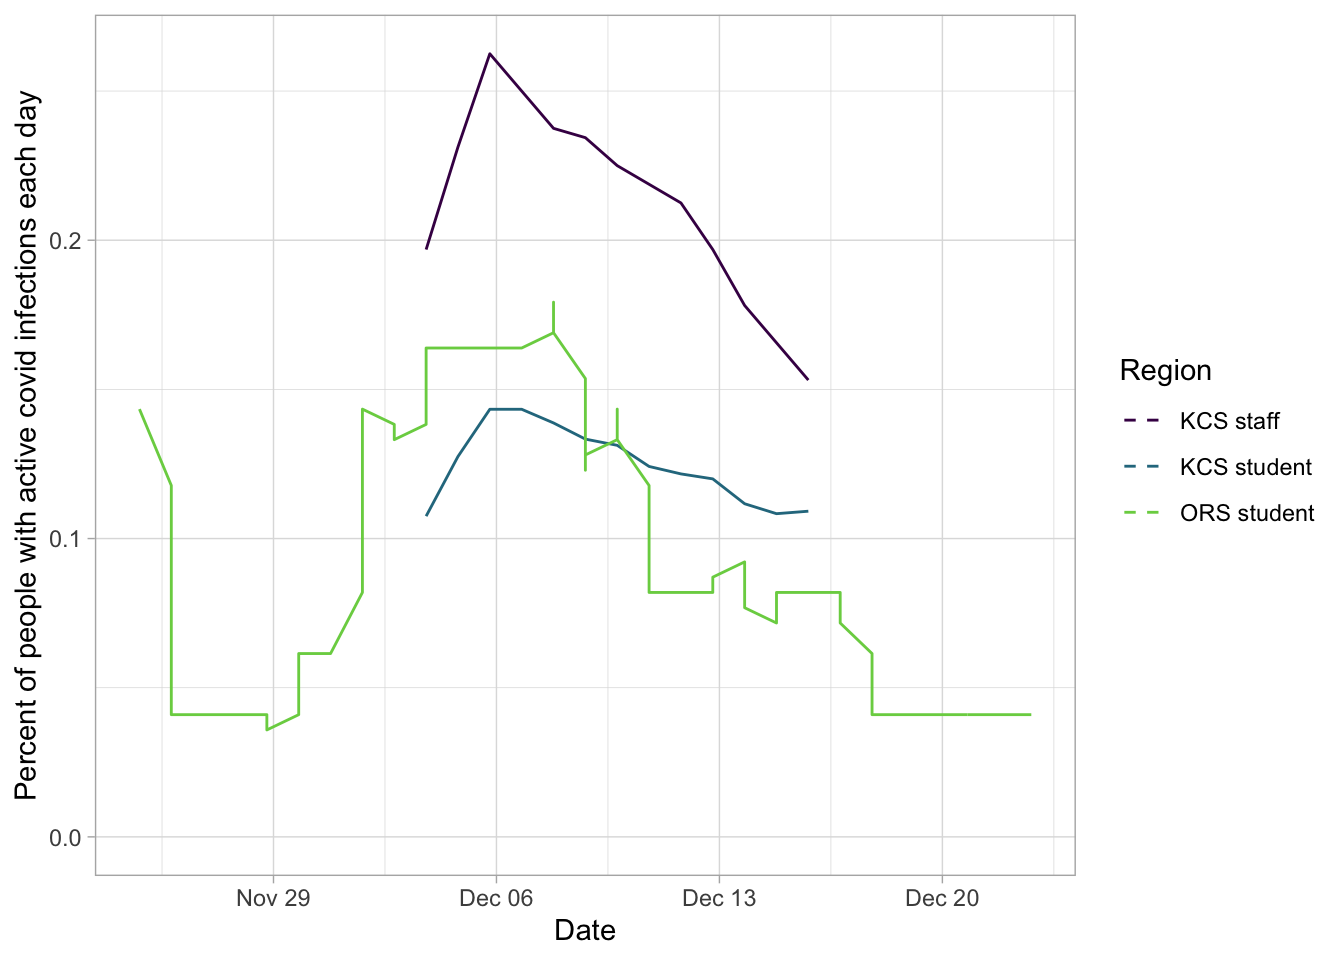 Percent of people with active covid infections each day
0.2
0.1
0.0
Nov 29
Dec 06
Dec 13
Dec 20
Date
Region
KCS staff
KCS student
ORS student